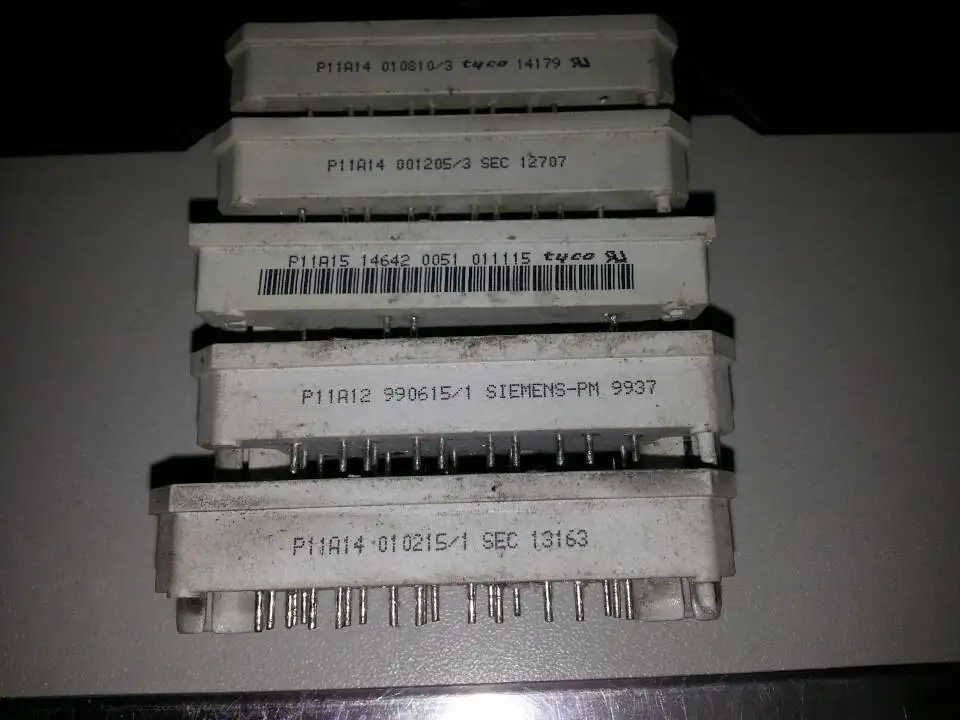 P11A14 010810/3 tyco 14179
P11A14 001205/3 SEC 12707
P11A15 14642 0051 011115 tyco
P11A12 990615/1 SIEMENS-PM 9937
P11A14 010215/1 SEC 13163